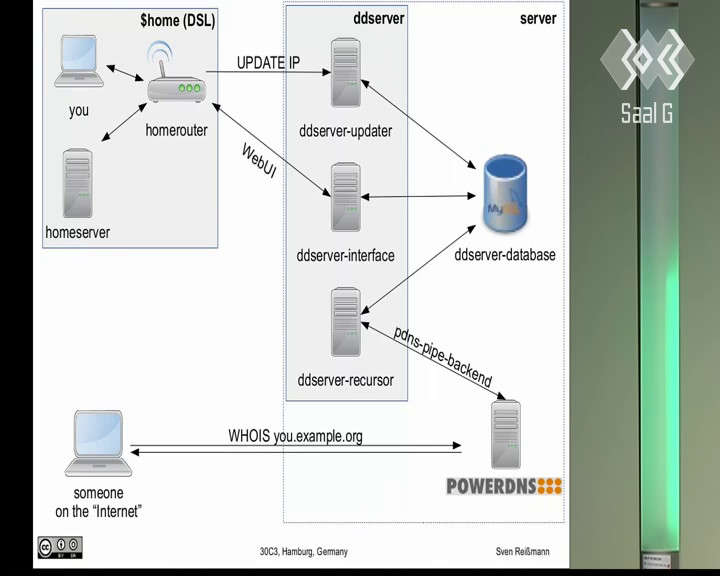 $home (DSL)
ddserver
server
UPDATE IP
you
homerouter
ddserver-updater
WebUI
MySQL
homeserver
ddserver-interface
ddserver-database
pdns-pipe-backend
ddserver-recursor
WHOIS you.example.org
POWERDNS
someone
on the “Internet”
30C3, Hamburg, Germany
Sven Reißmann
cc
BY
SA
Saal G